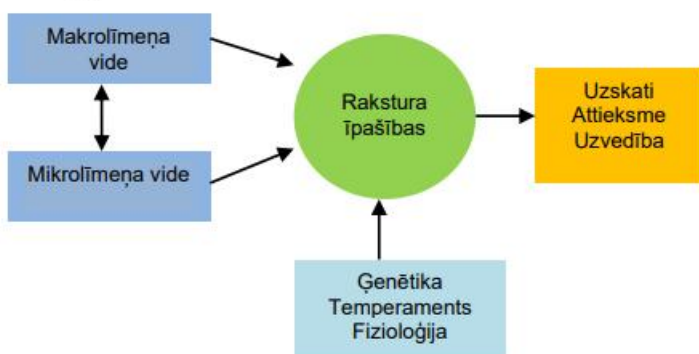 Makrolīmeņa
vide
Mikrolīmeņa vide
Rakstura
īpašības
Uzskati
Attieksme
Uzvedība
Ģenētika
Temperaments
Fizioloģija